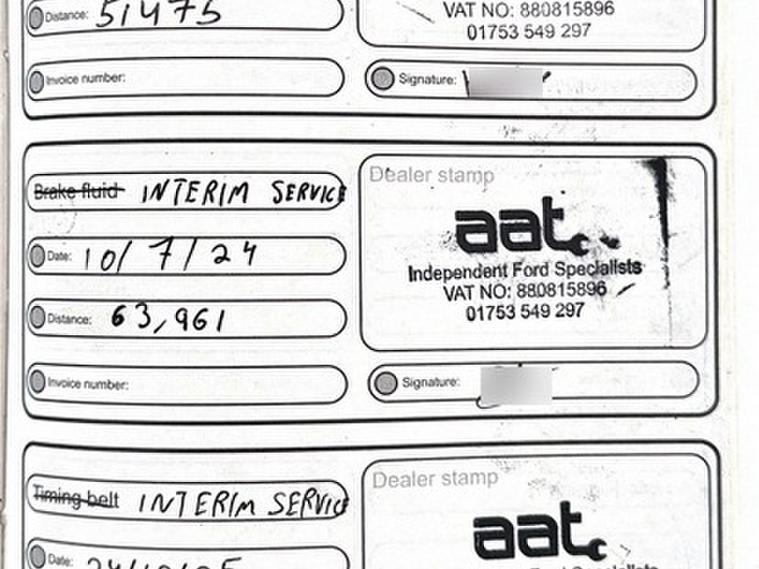 Distance: 51475
VAT NO: 880815896
01753 549 297
Invoice number:
Signature:
Brake fluid INTERIM SERVICE
Date: 10/7/24
Distance: 63,961
Invoice number:
Dealer stamp
aat
Independent Ford Specialists
VAT NO: 880815896
01753 549 297
Signature:
Timing belt INTERIM SERVICE
Date:
Dealer stamp
aat
Ford Specialists